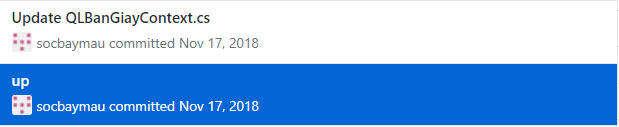 Update QLBanGiayContext.cs
socbaymau committed Nov 17, 2018
up
socbaymau committed Nov 17, 2018